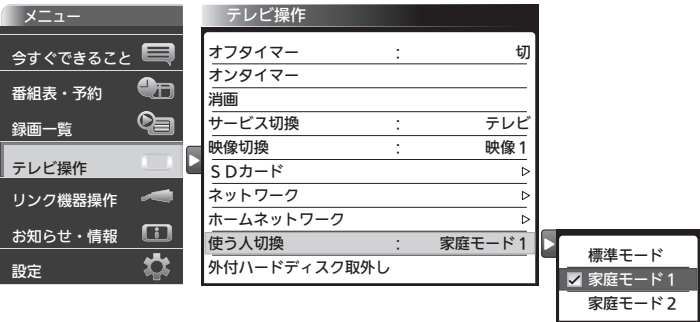 メニュー
今すぐできること
番組表・予約
録画一覧
テレビ操作
リンク機器操作
お知らせ・情報
設定
テレビ操作
オフタイマー : 切
オンタイマー
消画
サービス切換 : テレビ
映像切換 : 映像1
SDカード
ネットワーク
ホームネットワーク
使う人切換 : 家庭モード1
外付ハードディスク取外し
標準モード
家庭モード1
家庭モード2